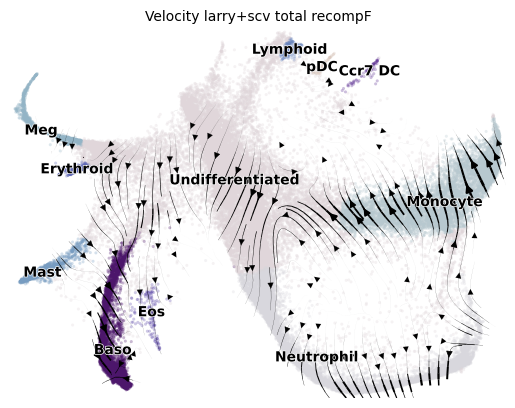 Velocity larry+scv total recompF
Lymphoid
pDC
Ccr7 DC
Meg
Erythroid
Undifferentiated
Monocyte
Mast
Eos
Baso
Neutrophil